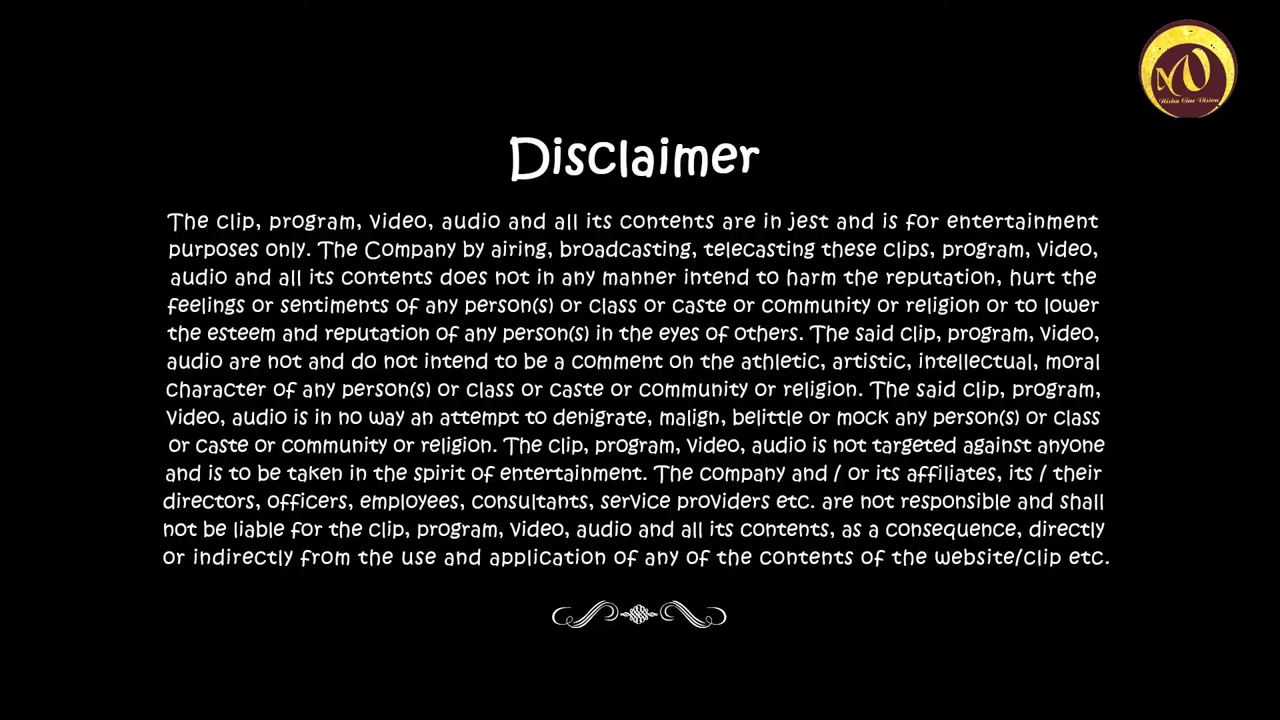 Nisha Cine Vision
Disclaimer
The clip, program, video, audio and all its contents are in jest and is for entertainment
purposes only. The Company by airing, broadcasting, telecasting these clips, program, video,
audio and all its contents does not in any manner intend to harm the reputation, hurt the
feelings or sentiments of any person(s) or class or caste or community or religion or to lower
the esteem and reputation of any person(s) in the eyes of others. The said clip, program, video,
audio are not and do not intend to be a comment on the athletic, artistic, intellectual, moral
character of any person(s) or class or caste or community or religion. The said clip, program,
video, audio is in no way an attempt to denigrate, malign, belittle or mock any person(s) or class
or caste or community or religion. The clip, program, video, audio is not targeted against anyone
and is to be taken in the spirit of entertainment. The company and / or its affiliates, its / their
directors, officers, employees, consultants, service providers etc. are not responsible and shall
not be liable for the clip, program, video, audio and all its contents, as a consequence, directly
or indirectly from the use and application of any of the contents of the website/clip etc.